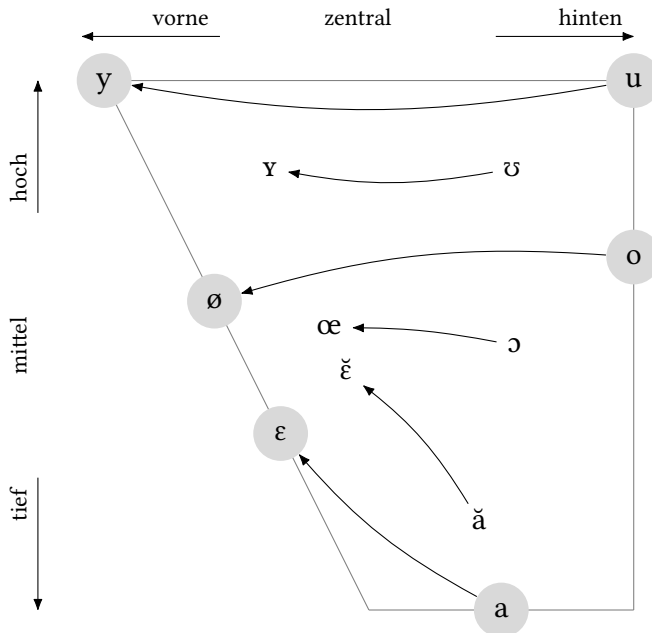 vorne zentral hinten
y u
hoch
ʏ ʊ
o
ø
mittel
œ ɔ
ɛ̆
ɛ
tief
ă
a